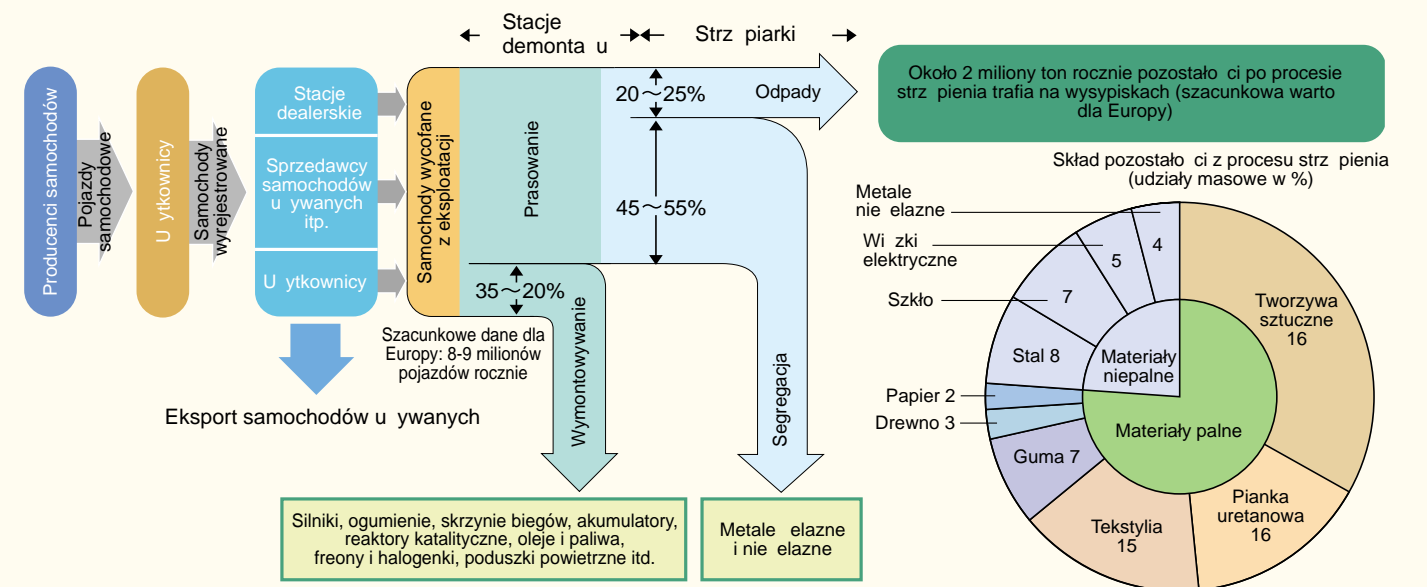 Stacje
demonta u
Strz piarki
Producenci samochodów
Pojazdy
samochodowe
U ytkownicy
Samochody
wyrejestrowane
Stacje
dealerskie
Sprzedawcy
samochodów
u ywanych
itp.
U ytkownicy
Eksport samochodów u ywanych
Samochody wycofane
z eksploatacji
Szacunkowe dane dla
Europy: 8-9 milionów
pojazdów rocznie
Prasowanie
20～25%
Odpady
45～55%
35～20%
Wymontowywanie
Segregacja
Silniki, ogumienie, skrzynie biegów, akumulatory,
reaktory katalityczne, oleje i paliwa,
freony i halogenki, poduszki powietrzne itd.
Metale elazne
i nie elazne
Około 2 miliony ton rocznie pozostało ci po procesie
strz pienia trafia na wysypiskach (szacunkowa warto
dla Europy)
Skład pozostało ci z procesu strz pienia
(udziały masowe w %)
Metale
nie elazne
4
Wi zki
elektryczne
5
Szkło
7
Stal 8
Materiały
niepalne
Papier 2
Drewno 3
Guma 7
Materiały palne
Tworzywa
sztuczne
16
Pianka
uretanowa
16
Tekstylia
15